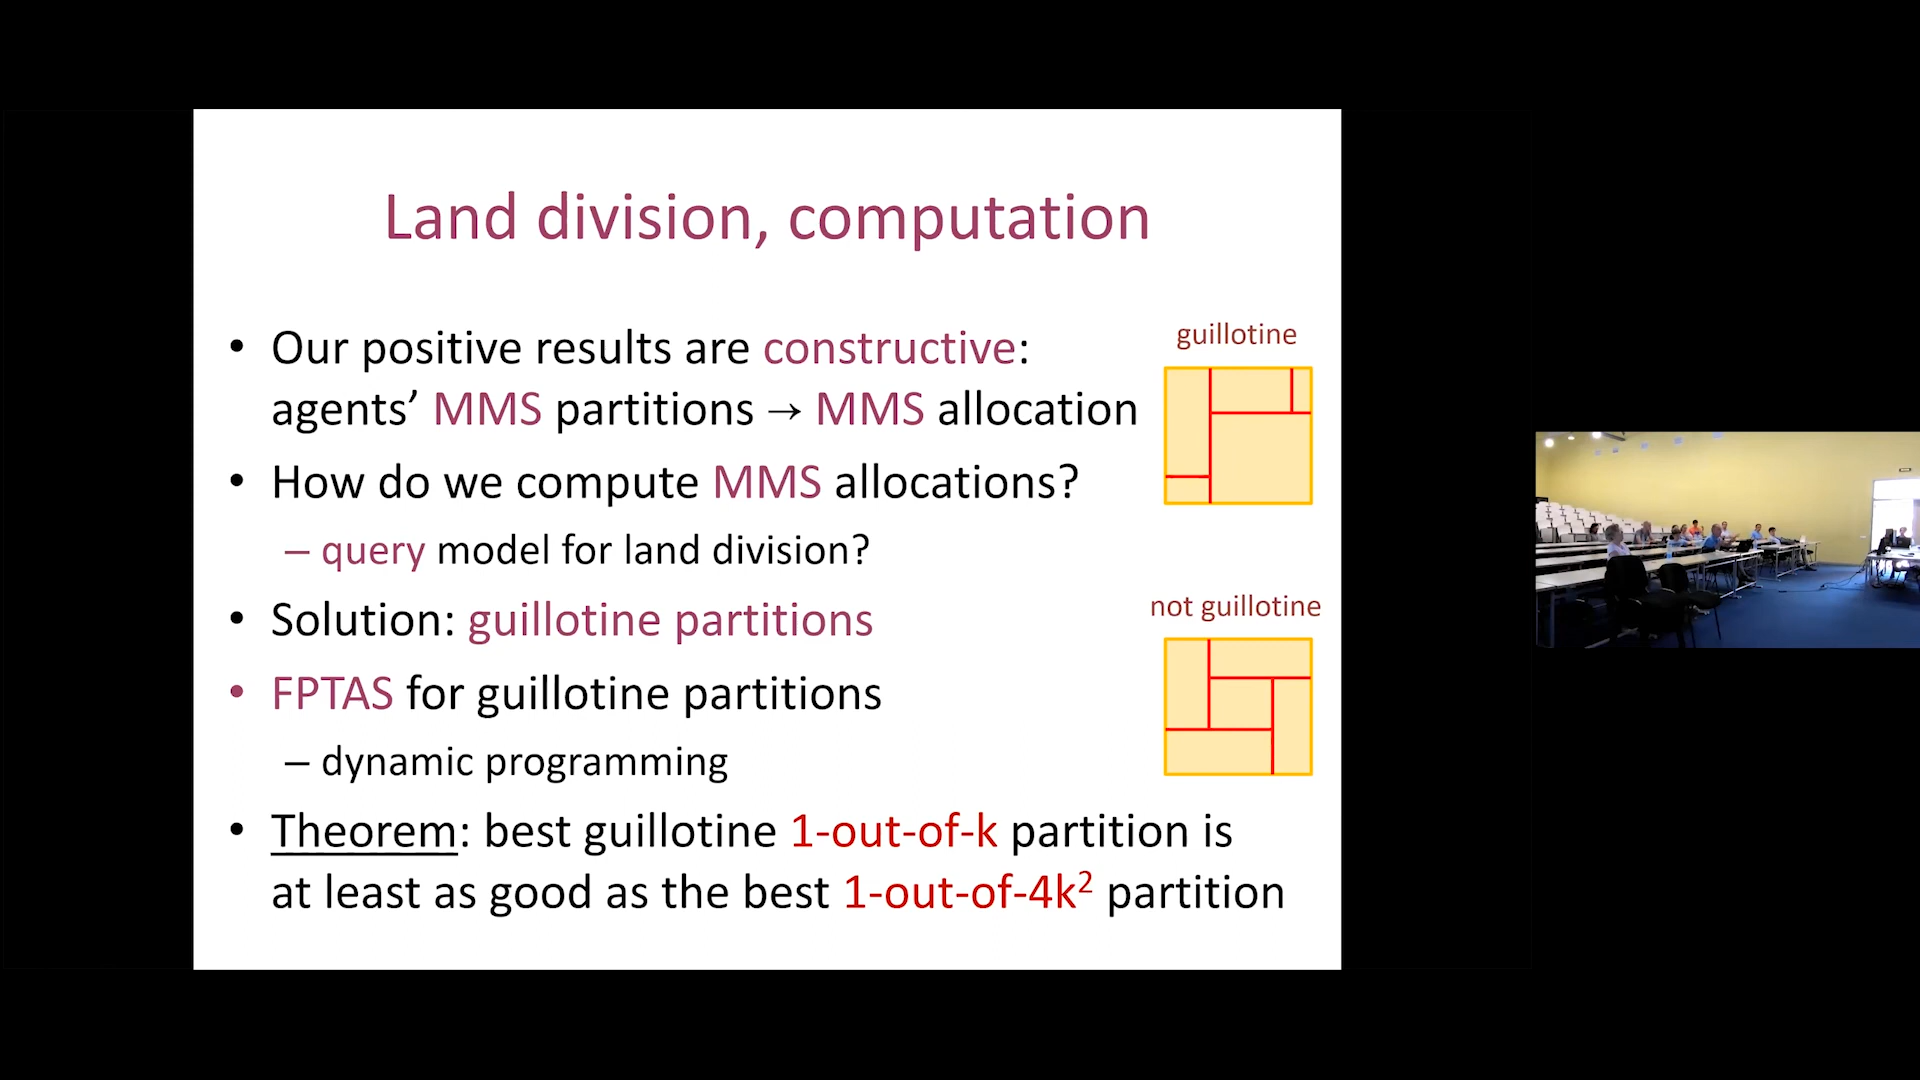 Land division, computation
• Our positive results are constructive:
agents’ MMS partitions → MMS allocation
• How do we compute MMS allocations?
– query model for land division?
• Solution: guillotine partitions
• FPTAS for guillotine partitions
– dynamic programming
• Theorem: best guillotine 1-out-of-k partition is
at least as good as the best 1-out-of-4k² partition
guillotine
not guillotine